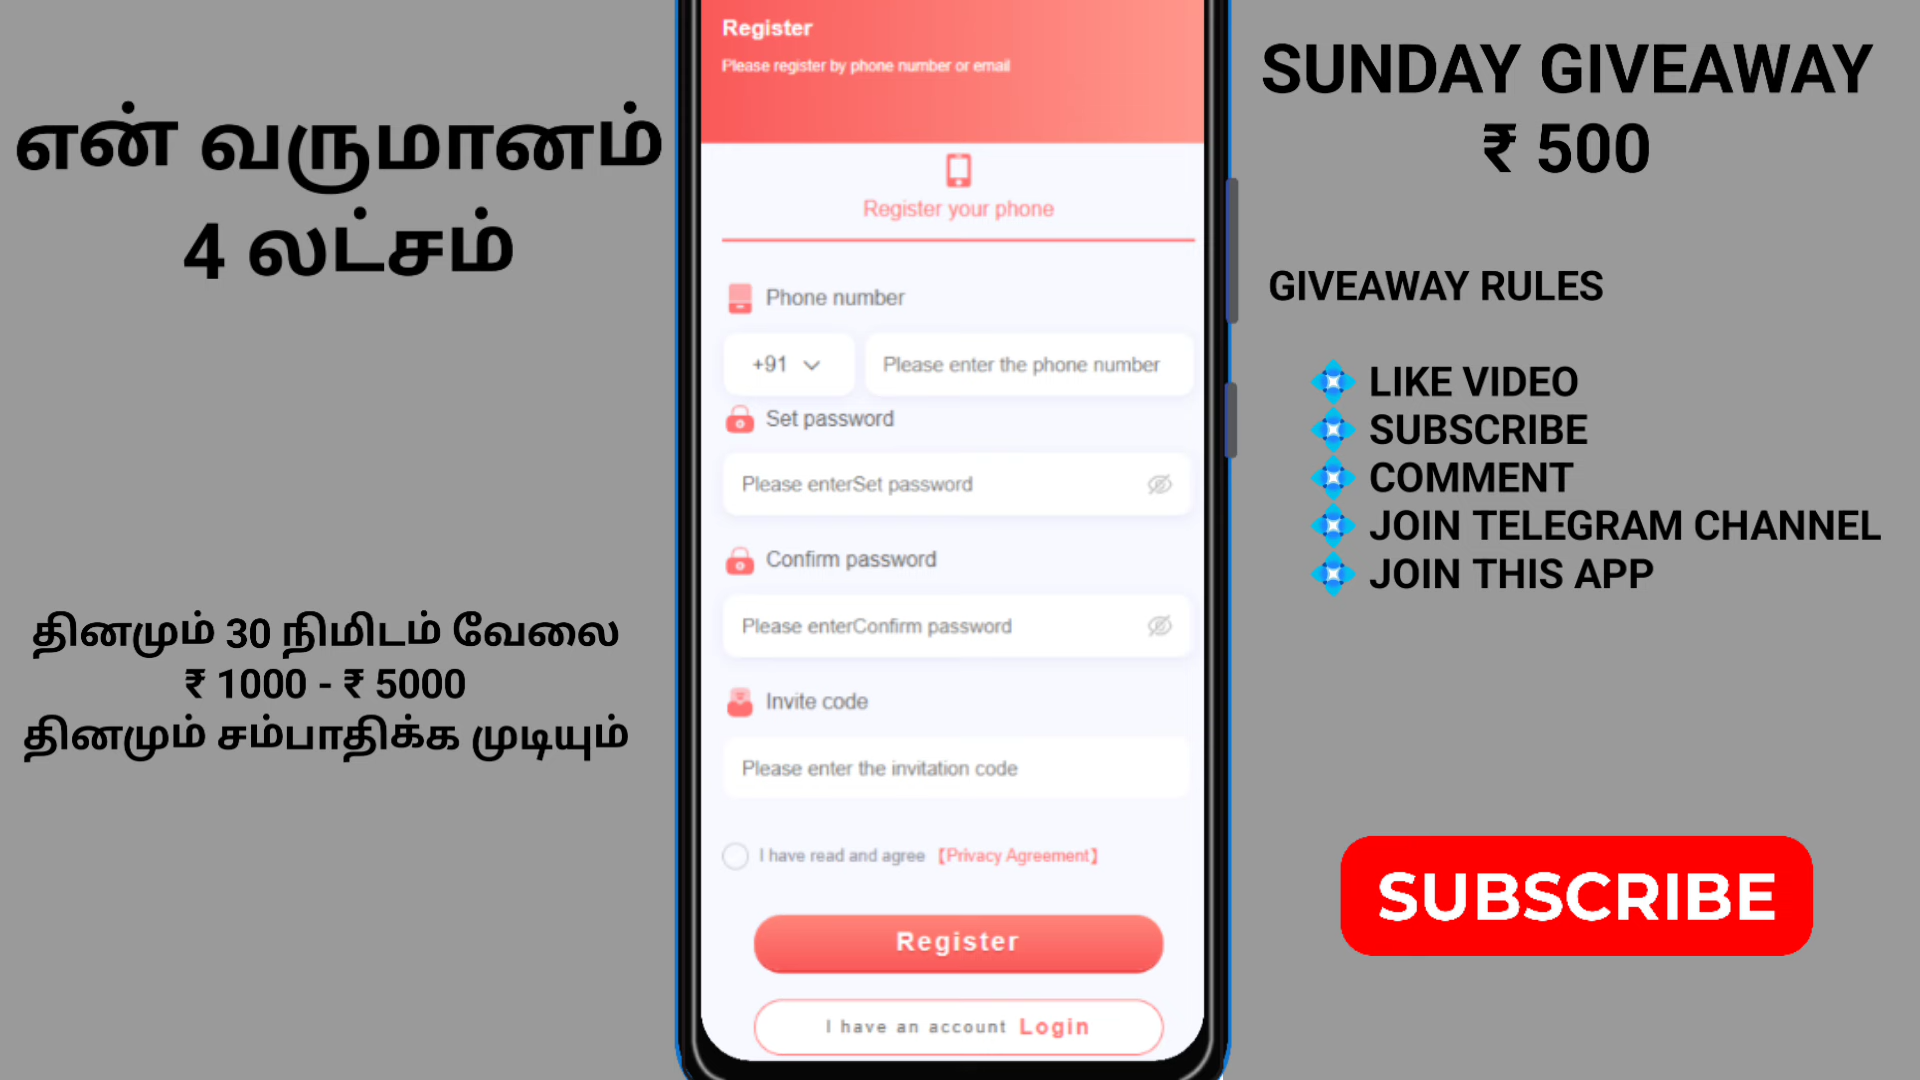 என் வருமானம்
4 லட்சம்
தினமும் 30 நிமிடம் வேலை
₹ 1000 - ₹ 5000
தினமும் சம்பாதிக்க முடியும்
Register
Please register by phone number or email
Register your phone
Phone number
+91 Please enter the phone number
Set password
Please enterSet password
Confirm password
Please enterConfirm password
Invite code
Please enter the invitation code
I have read and agree 【Privacy Agreement】
Register
I have an account Login
SUNDAY GIVEAWAY
₹ 500
GIVEAWAY RULES
💠 LIKE VIDEO
💠 SUBSCRIBE
💠 COMMENT
💠 JOIN TELEGRAM CHANNEL
💠 JOIN THIS APP
SUBSCRIBE